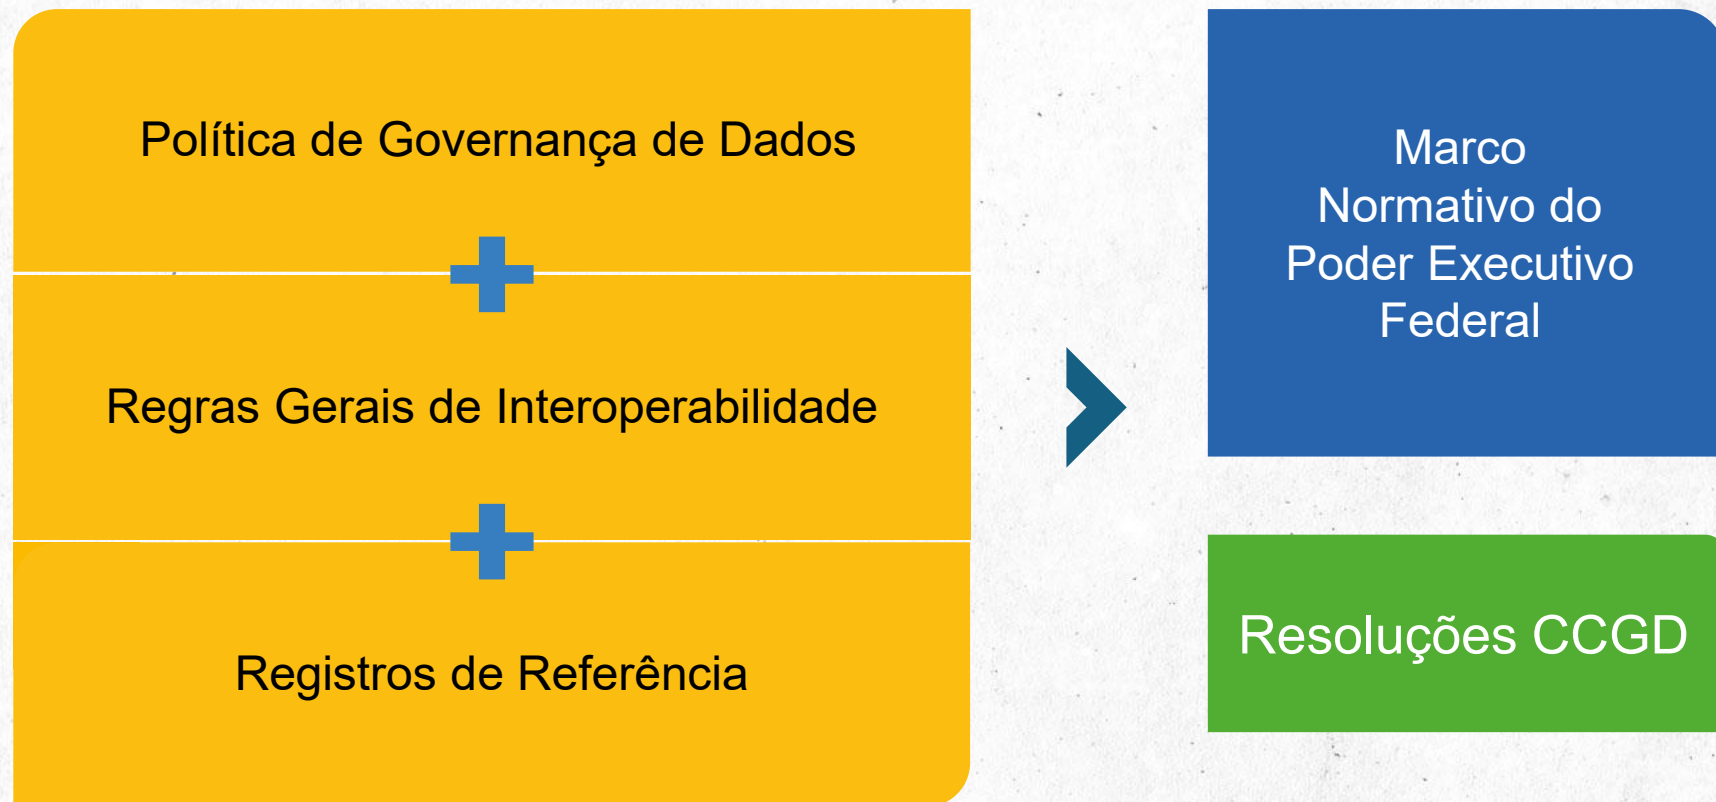 Política de Governança de Dados
Regras Gerais de Interoperabilidade
Registros de Referência
Marco
Normativo do
Poder Executivo
Federal
Resoluções CCGD